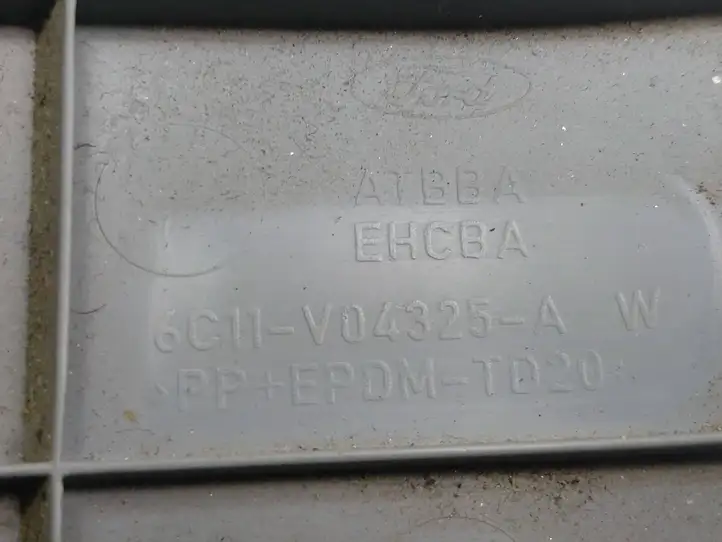 Ford
ATBBA
EHCBA
6C11-V04325-A W
>PP+EPDM-TD20<